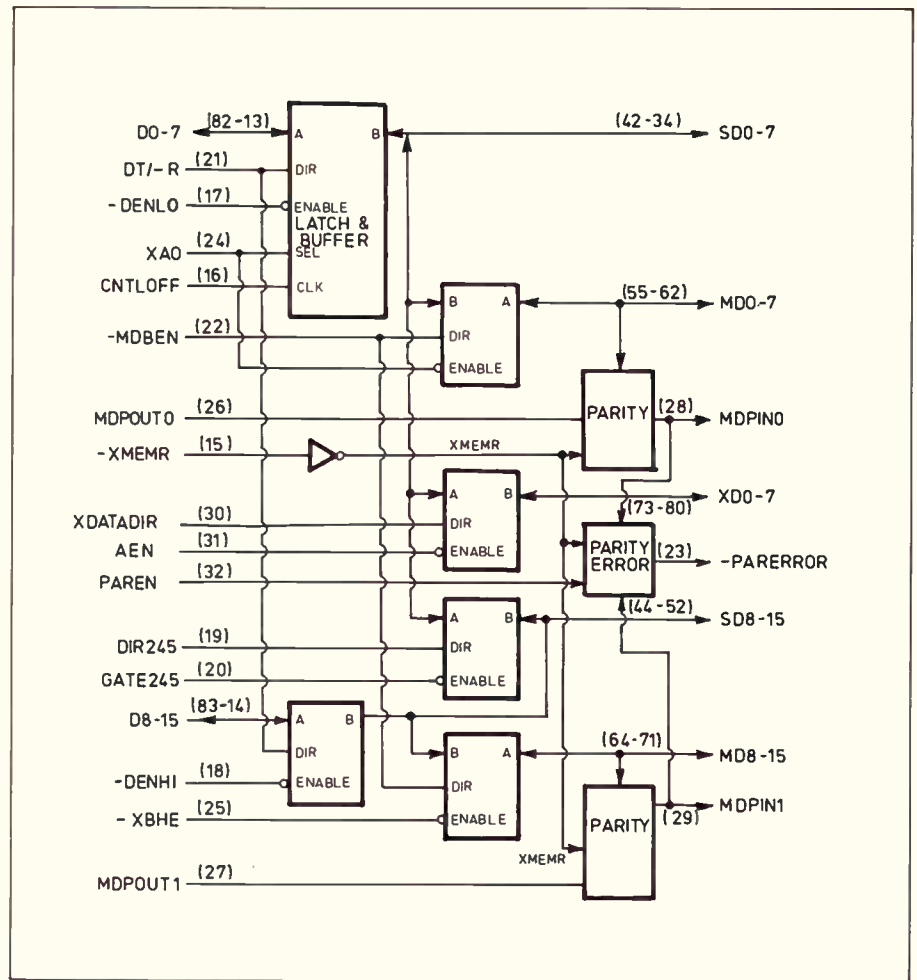 D0-7 (82-13) A B (42-34) SD0-7
DT/-R (21) DIR
-DENLO (17) ENABLE
LATCH &
BUFFER
XA0 (24) SEL
CNTLOFF (16) CLK
B A (55-62) MD0-7
-MDBEN (22) DIR
ENABLE
MDPOUT0 (26) PARITY (28) MDPIN0
-XMEMR (15) XMEMR
A B XD0-7
(73-80)
XDATADIR (30) DIR
AEN (31) ENABLE
PARITY
ERROR (23) -PARERROR
PAREN (32)
(44-52)
A B SD8-15
DIR245 (19) DIR
GATE245 (20) ENABLE
D8-15 (83-14) A B
DIR
B A (64-71) MD8-15
-DENHI (18) ENABLE
DIR
-XBHE (25) ENABLE
PARITY (29) MDPIN1
XMEMR
MDPOUT1 (27)